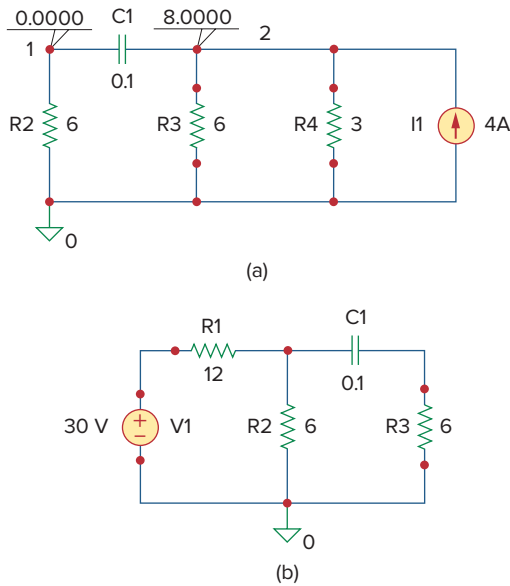 0.0000 C1 8.0000
1 2
0.1
R2 6 R3 6 R4 3 I1 4A
0
(a)
R1 C1
12 0.1
30 V + − V1 R2 6 R3 6
0
(b)